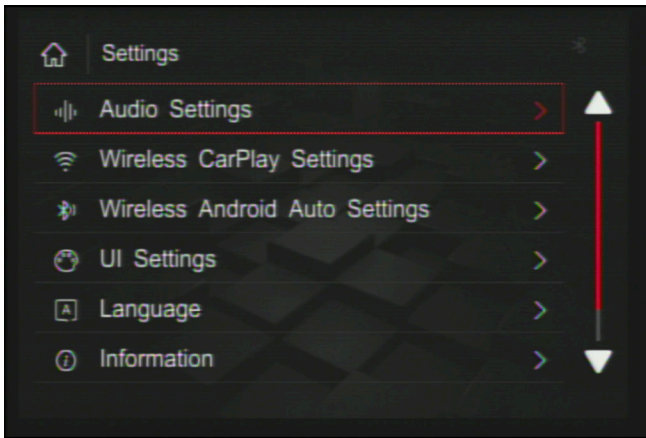 Settings
Audio Settings
Wireless CarPlay Settings
Wireless Android Auto Settings
UI Settings
A Language
Information